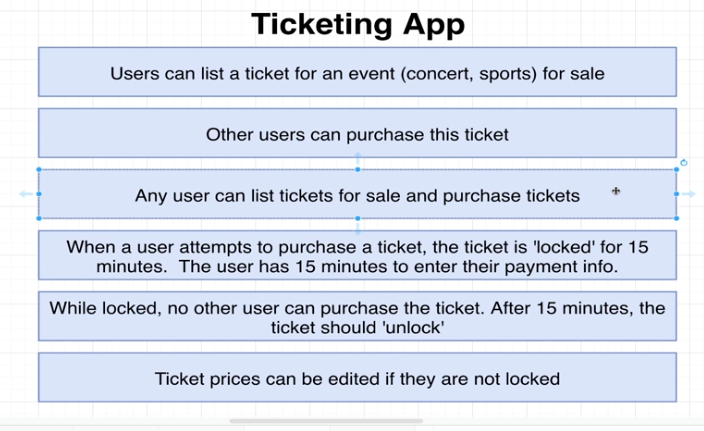 Ticketing App
Users can list a ticket for an event (concert, sports) for sale
Other users can purchase this ticket
Any user can list tickets for sale and purchase tickets
When a user attempts to purchase a ticket, the ticket is 'locked' for 15
minutes.  The user has 15 minutes to enter their payment info.
While locked, no other user can purchase the ticket. After 15 minutes, the
ticket should 'unlock'
Ticket prices can be edited if they are not locked